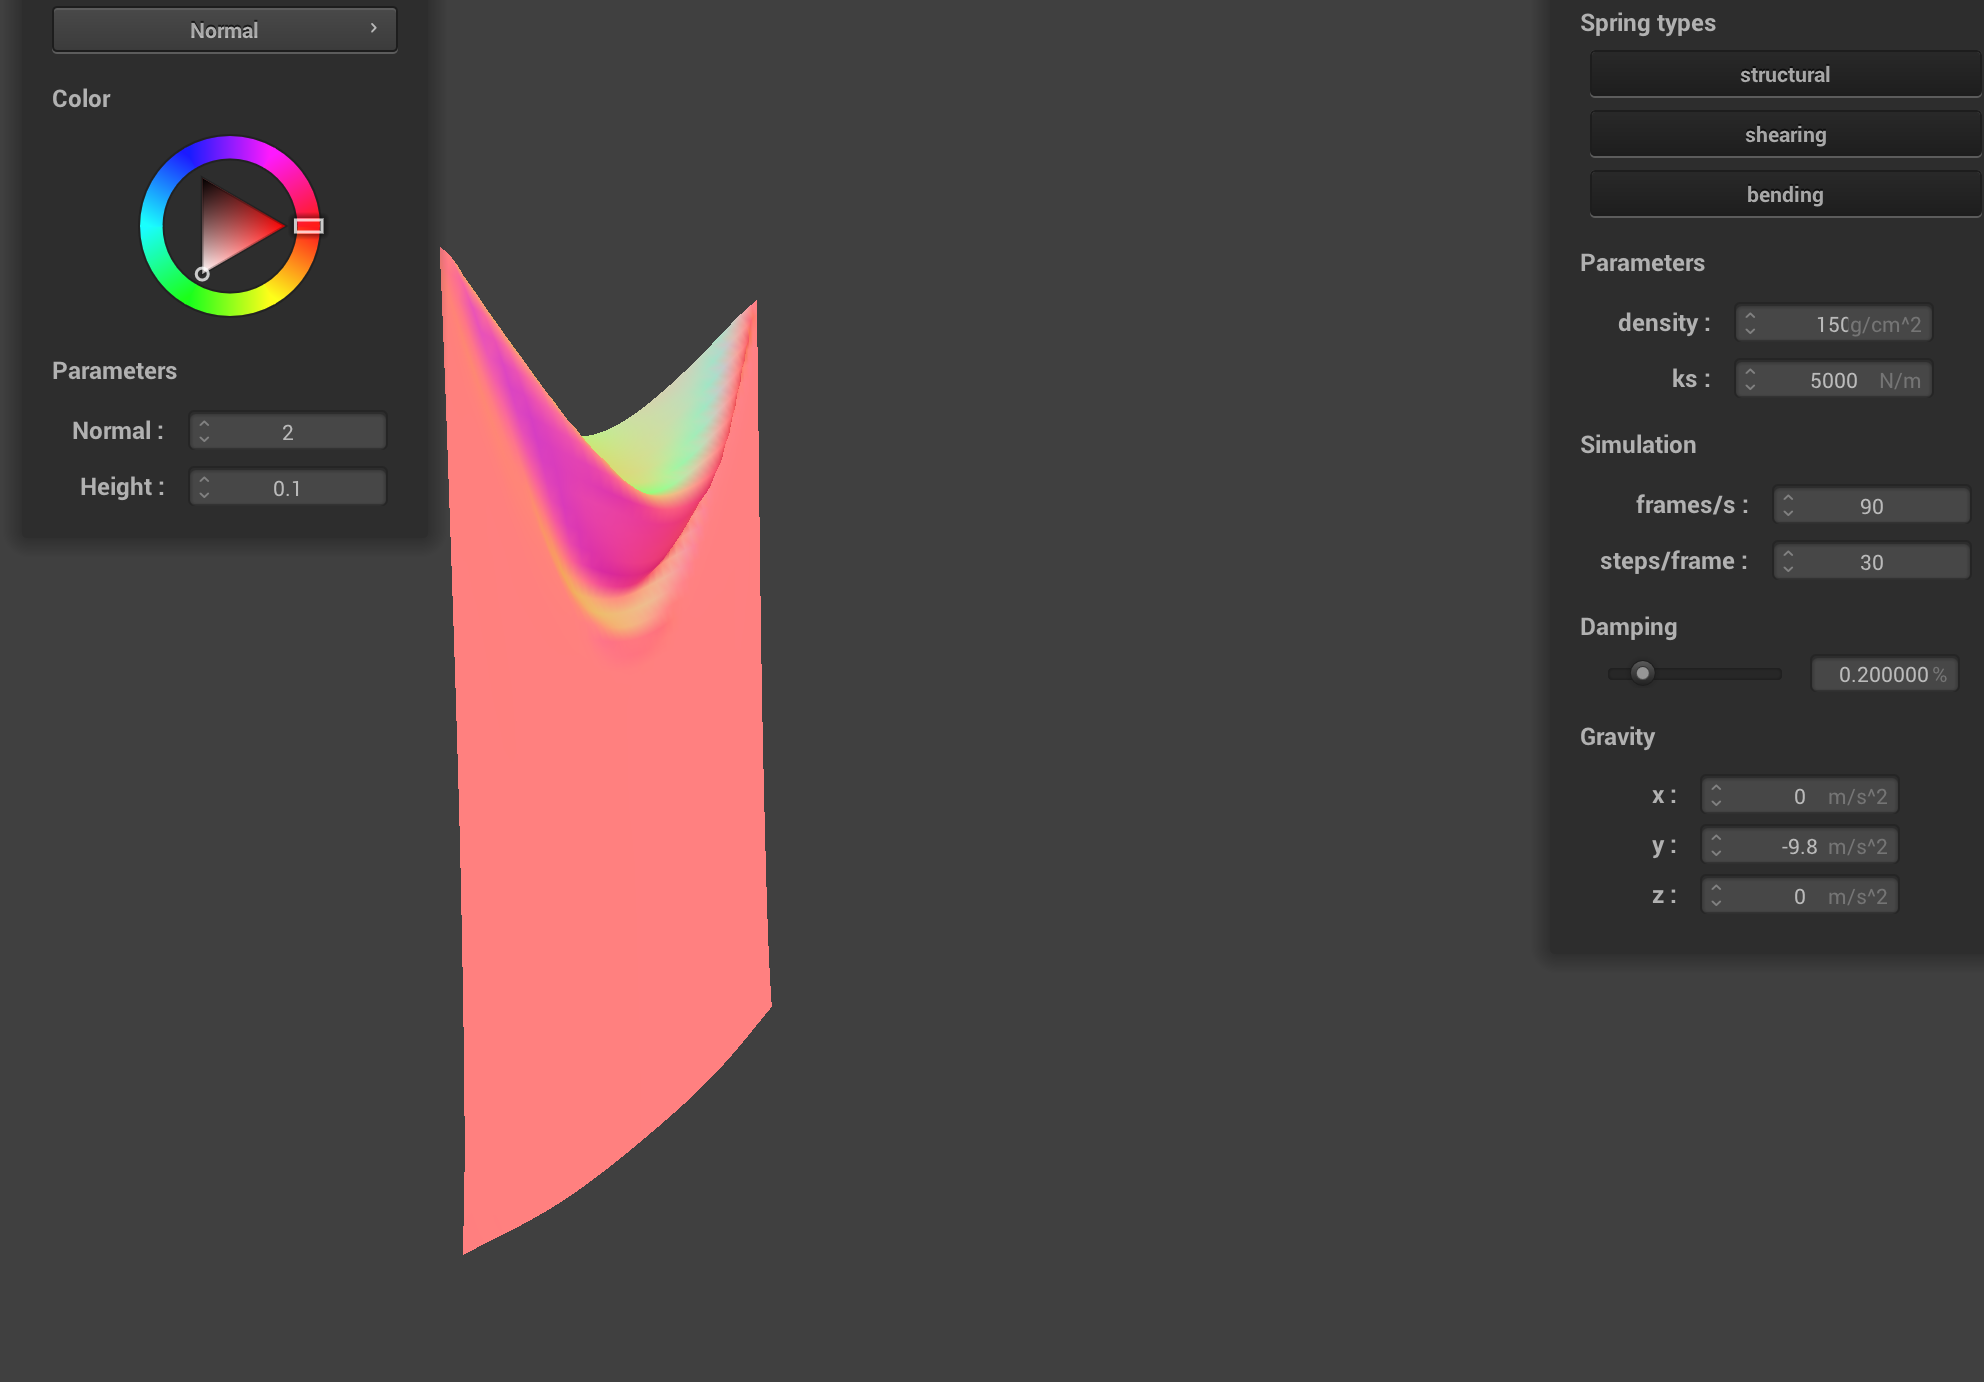 Normal
Color
Parameters
Normal : 2
Height : 0.1
Spring types
structural
shearing
bending
Parameters
density : 150 g/cm^2
ks : 5000 N/m
Simulation
frames/s : 90
steps/frame : 30
Damping
0.200000 %
Gravity
x : 0 m/s^2
y : -9.8 m/s^2
z : 0 m/s^2